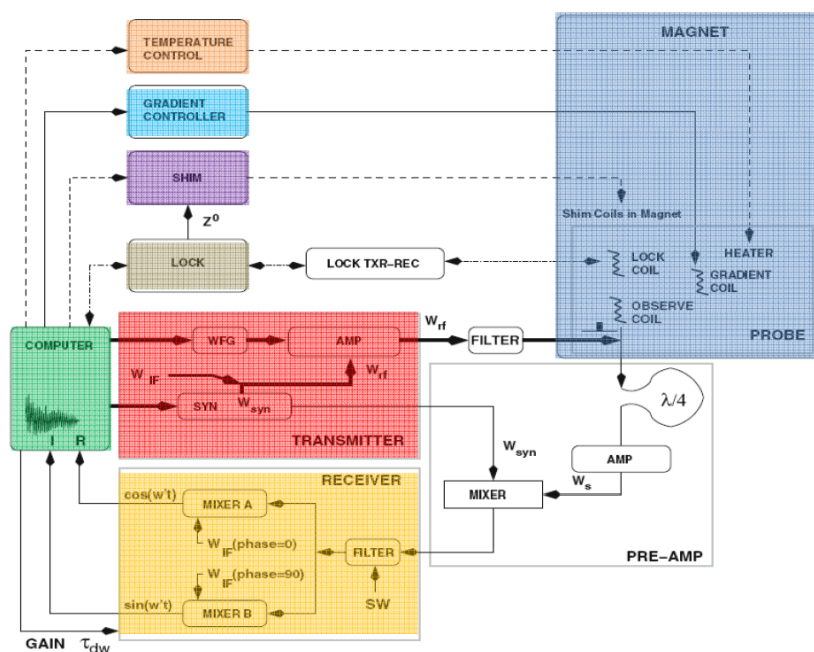 MAGNET
TEMPERATURE
CONTROL
GRADIENT
CONTROLLER
SHIM
Shim Coils in Magnet
Z⁰
LOCK
LOCK TXR-REC
LOCK
COIL
HEATER
GRADIENT
COIL
OBSERVE
COIL
PROBE
COMPUTER
I R
WFG
AMP
W_rf
FILTER
W_IF
W_rf
SYN
W_syn
TRANSMITTER
λ/4
W_syn
AMP
W_s
MIXER
PRE-AMP
RECEIVER
cos(w't)
MIXER A
W_IF(phase=0)
FILTER
W_IF(phase=90)
SW
sin(w't)
MIXER B
GAIN τ_dw